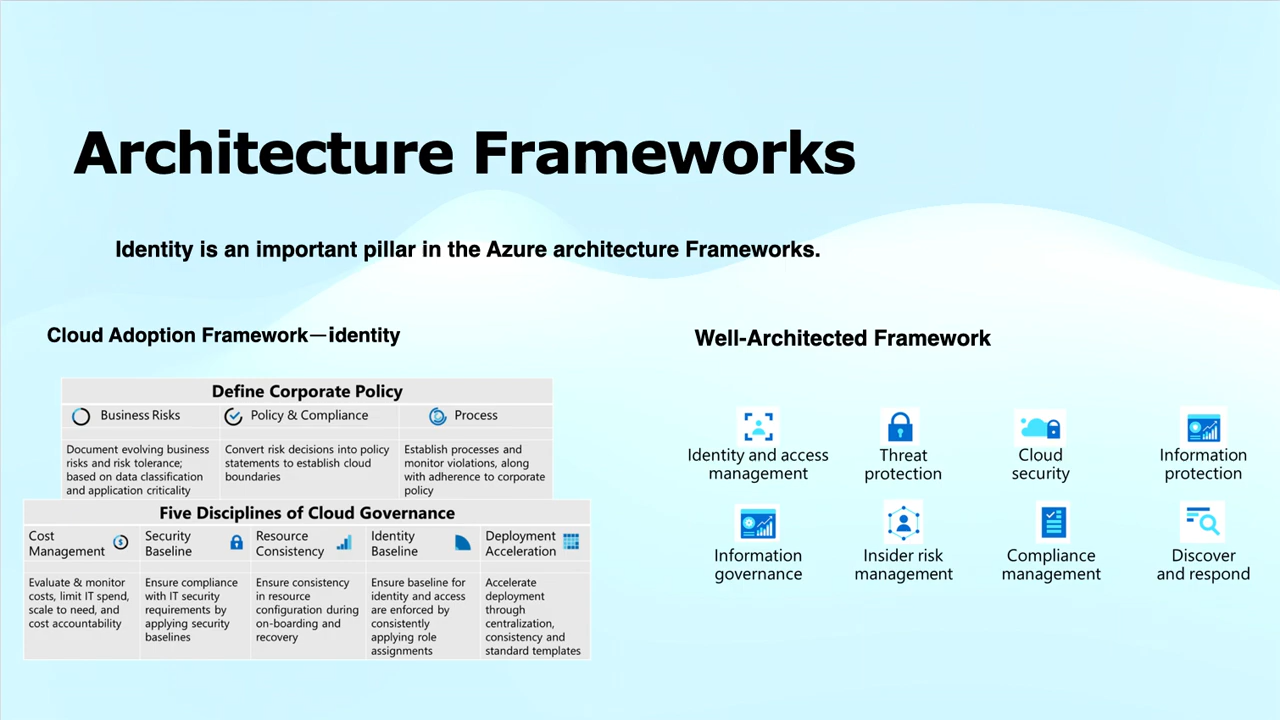 Architecture Frameworks
Identity is an important pillar in the Azure architecture Frameworks.
Cloud Adoption Framework—identity
Define Corporate Policy
Business Risks
Policy & Compliance
Process
Document evolving business
risks and risk tolerance;
based on data classification
and application criticality
Convert risk decisions into policy
statements to establish cloud
boundaries
Establish processes and
monitor violations, along
with adherence to corporate
policy
Five Disciplines of Cloud Governance
Cost
Management
Security
Baseline
Resource
Consistency
Identity
Baseline
Deployment
Acceleration
Evaluate & monitor
costs, limit IT spend,
scale to need, and
cost accountability
Ensure compliance
with IT security
requirements by
applying security
baselines
Ensure consistency
in resource
configuration during
on-boarding and
recovery
Ensure baseline for
identity and access
are enforced by
consistently
applying role
assignments
Accelerate
deployment
through
centralization,
consistency and
standard templates
Well-Architected Framework
Identity and access
management
Threat
protection
Cloud
security
Information
protection
Information
governance
Insider risk
management
Compliance
management
Discover
and respond